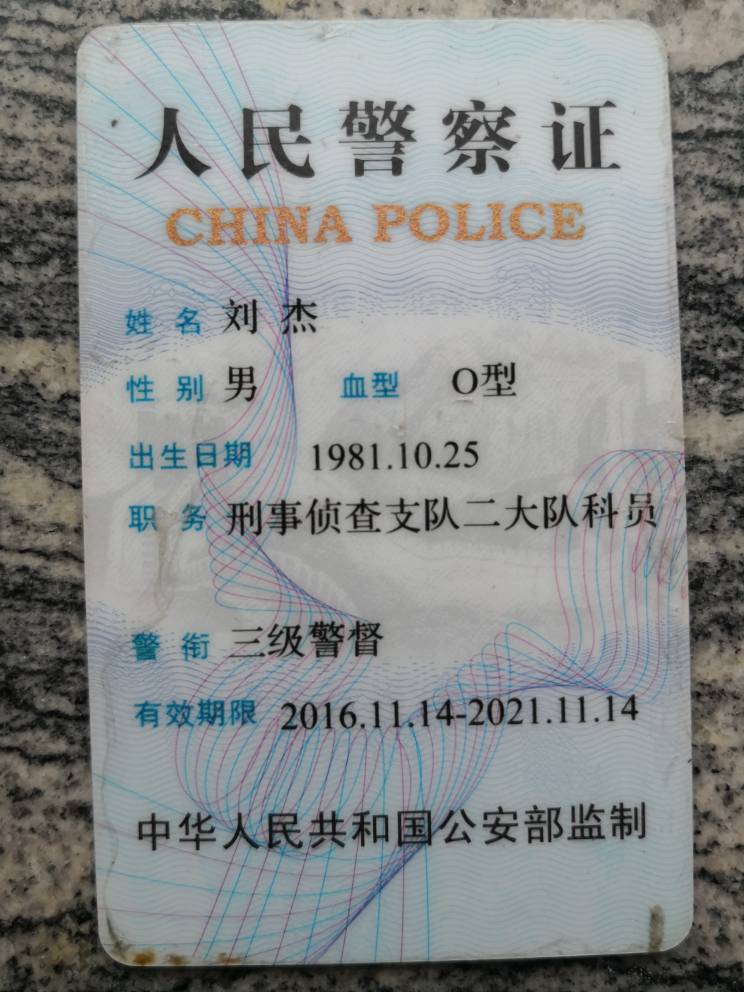 人民警察证
CHINA POLICE
姓名 刘杰
性别 男 血型 O型
出生日期 1981.10.25
职务 刑事侦查支队二大队科员
警衔 三级警督
有效期限 2016.11.14-2021.11.14
中华人民共和国公安部监制